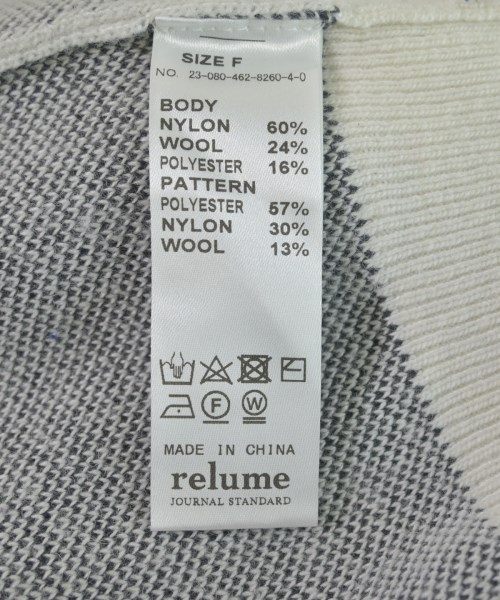 SIZE F
NO. 23-080-462-8260-4-0
BODY
NYLON 60%
WOOL 24%
POLYESTER 16%
PATTERN
POLYESTER 57%
NYLON 30%
WOOL 13%
F W
MADE IN CHINA
relume
JOURNAL STANDARD